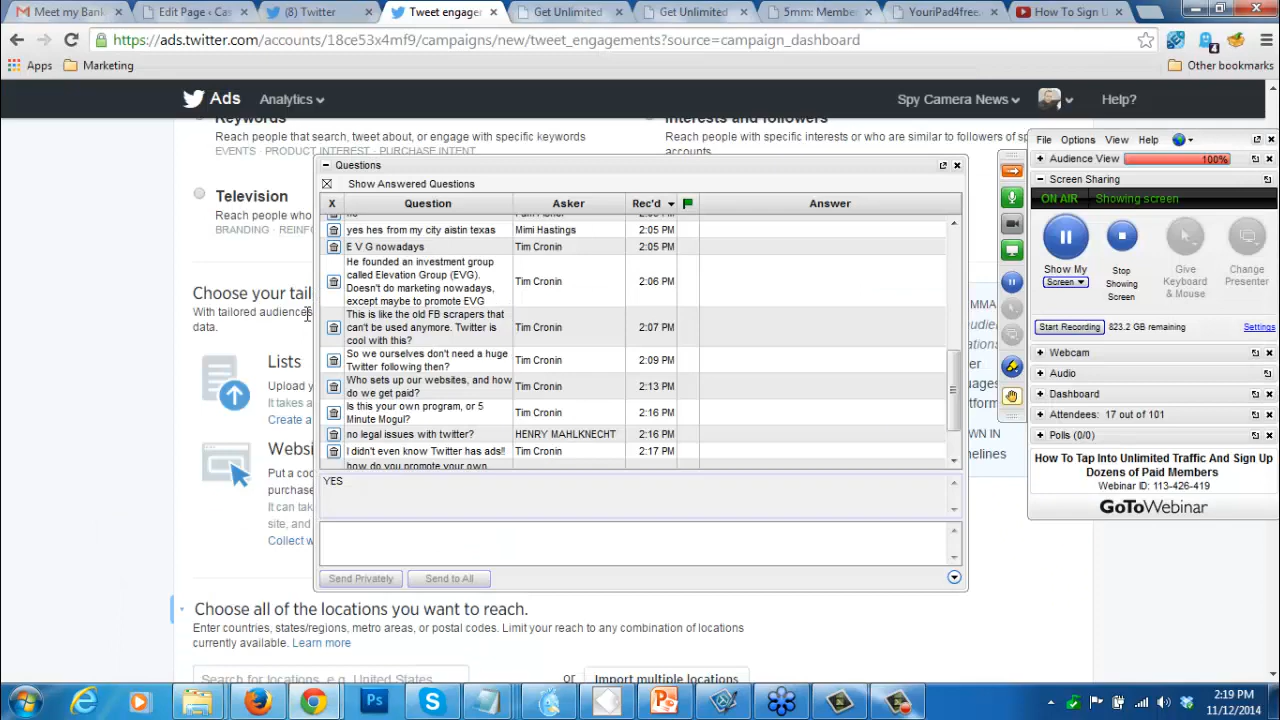 Meet my Bank
Edit Page ‹ Cas
(8) Twitter
Tweet engage
Get Unlimited
Get Unlimited
5mm: Membe
YouriPad4free.
How To Sign U
https://ads.twitter.com/accounts/18ce53x4mf9/campaigns/new/tweet_engagements?source=campaign_dashboard
Apps
Marketing
Other bookmarks
Ads
Analytics
Spy Camera News
Help?
Keywords
Reach people that search, tweet about, or engage with specific keywords
EVENTS · PRODUCT INTEREST · PURCHASE INTENT
Interests and followers
Reach people with specific interests or who are similar to followers of s
accounts.
Television
Reach people who
BRANDING · REINF
Choose your tail
With tailored audiences
data.
Lists
Upload y
It takes a
Create a
Websi
Put a co
purchase
It can tak
site, and
Collect w
Choose all of the locations you want to reach.
Enter countries, states/regions, metro areas, or postal codes. Limit your reach to any combination of locations
currently available. Learn more
Search for locations, e.g. United States
or
Import multiple locations
Questions
Show Answered Questions
X Question Asker Rec'd Answer
yes hes from my city aistin texas Mimi Hastings 2:05 PM
E V G nowadays Tim Cronin 2:05 PM
He founded an investment group
called Elevation Group (EVG).
Doesn't do marketing nowadays,
except maybe to promote EVG
Tim Cronin 2:06 PM
This is like the old FB scrapers that
can't be used anymore. Twitter is
cool with this?
Tim Cronin 2:07 PM
So we ourselves don't need a huge
Twitter following then?
Tim Cronin 2:09 PM
Who sets up our websites, and how
do we get paid?
Tim Cronin 2:13 PM
Is this your own program, or 5
Minute Mogul?
Tim Cronin 2:16 PM
no legal issues with twitter? HENRY MAHLKNECHT 2:16 PM
I didn't even know Twitter has ads!! Tim Cronin 2:17 PM
how do you promote your own
YES
Send Privately
Send to All
File Options View Help
Audience View 100%
Screen Sharing
ON AIR Showing screen
Show My
Screen
Stop
Showing
Screen
Give
Keyboard
& Mouse
Change
Presenter
Start Recording 823.2 GB remaining Settings
Webcam
Audio
Dashboard
Attendees: 17 out of 101
Polls (0/0)
How To Tap Into Unlimited Traffic And Sign Up
Dozens of Paid Members
Webinar ID: 113-426-419
GoToWebinar
2:19 PM
11/12/2014